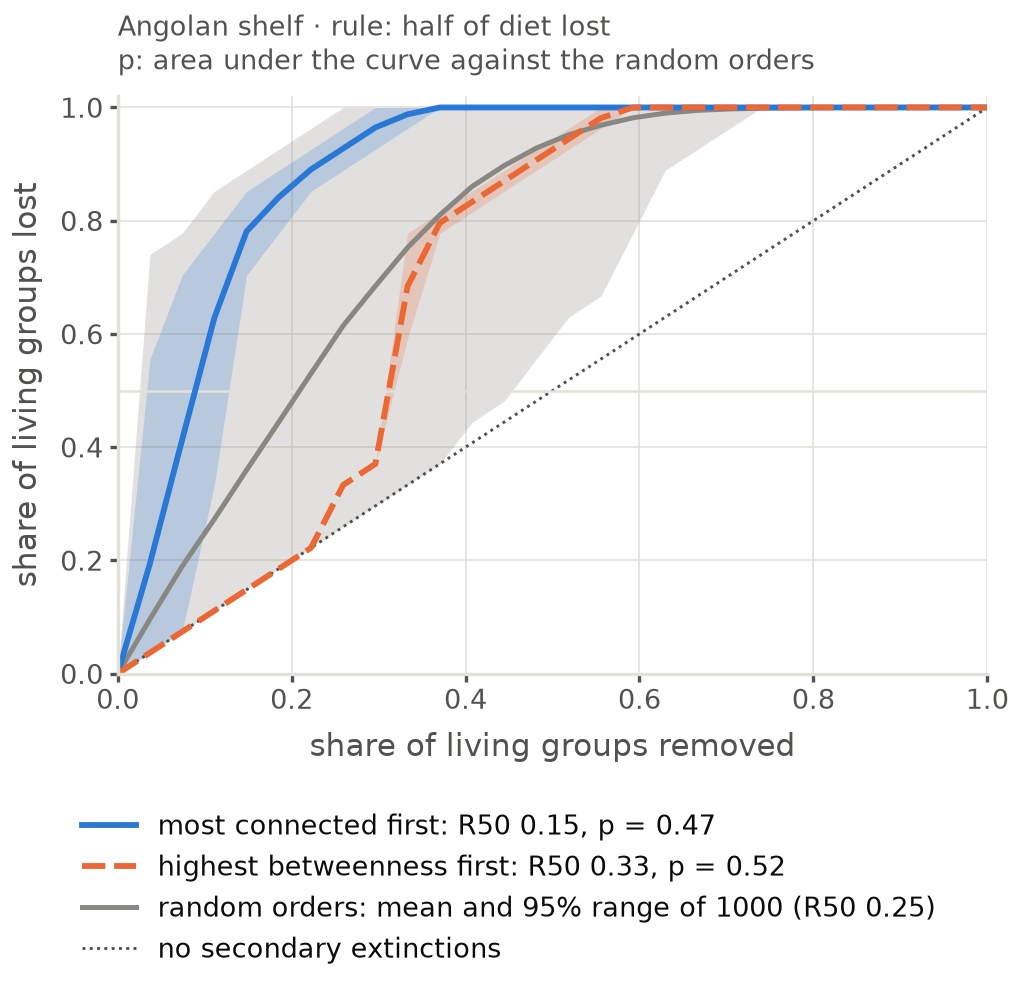 Angolan shelf · rule: half of diet lost
p: area under the curve against the random orders
share of living groups lost
1.0
0.8
0.6
0.4
0.2
0.0
0.0 0.2 0.4 0.6 0.8 1.0
share of living groups removed
most connected first: R50 0.15, p = 0.47
highest betweenness first: R50 0.33, p = 0.52
random orders: mean and 95% range of 1000 (R50 0.25)
no secondary extinctions